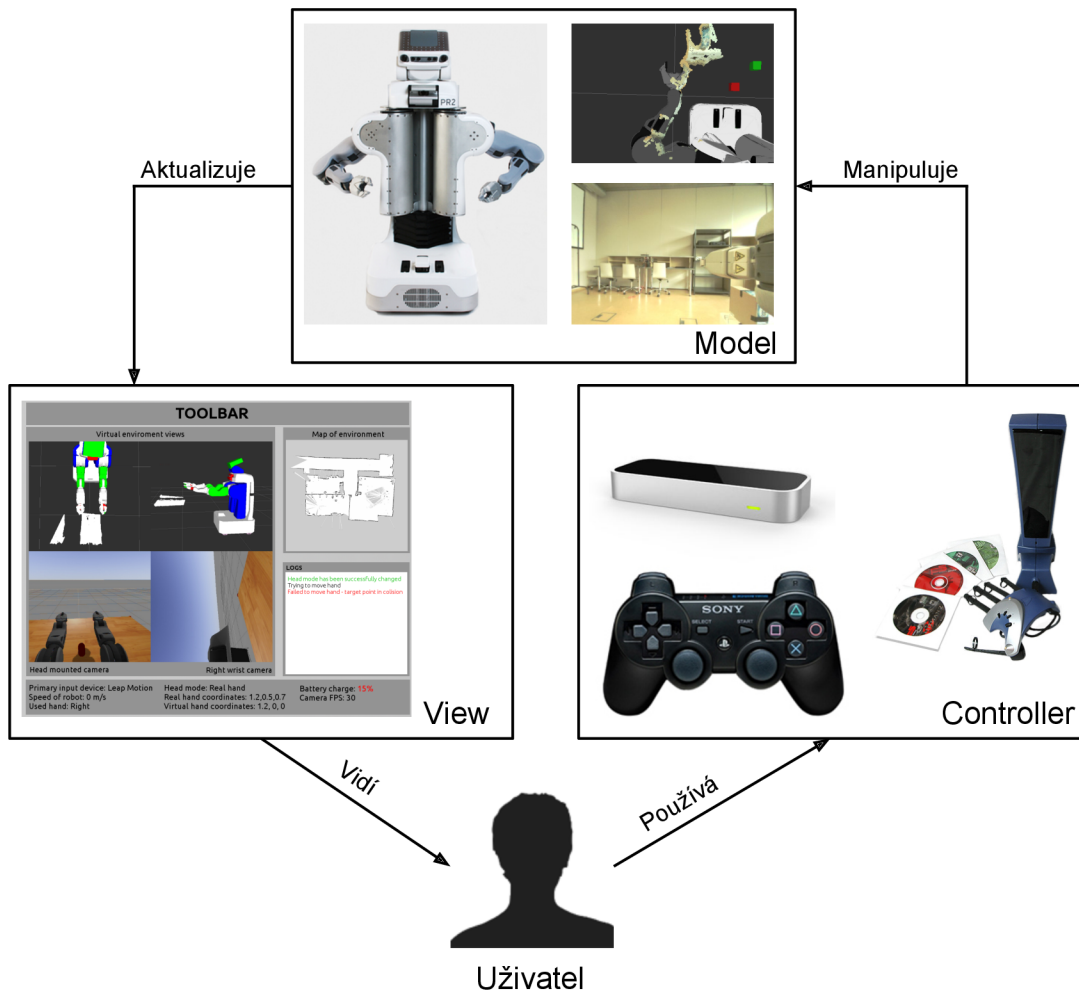 PR2
Aktualizuje
Manipuluje
Model
TOOLBAR
Virtual enviroment views
Map of environment
LOGS
Head mode has been successfully changed
Trying to move hand
Failed to move hand - target point in colision
Head mounted camera
Right wrist camera
Primary input device: Leap Motion
Speed of robot: 0 m/s
Used hand: Right
Head mode: Real hand
Real hand coordinates: 1.2,0.5,0.7
Virtual hand coordinates: 1.2, 0, 0
Battery charge: 15%
Camera FPS: 30
View
SONY
SELECT
START
Controller
Vidí
Používá
Uživatel